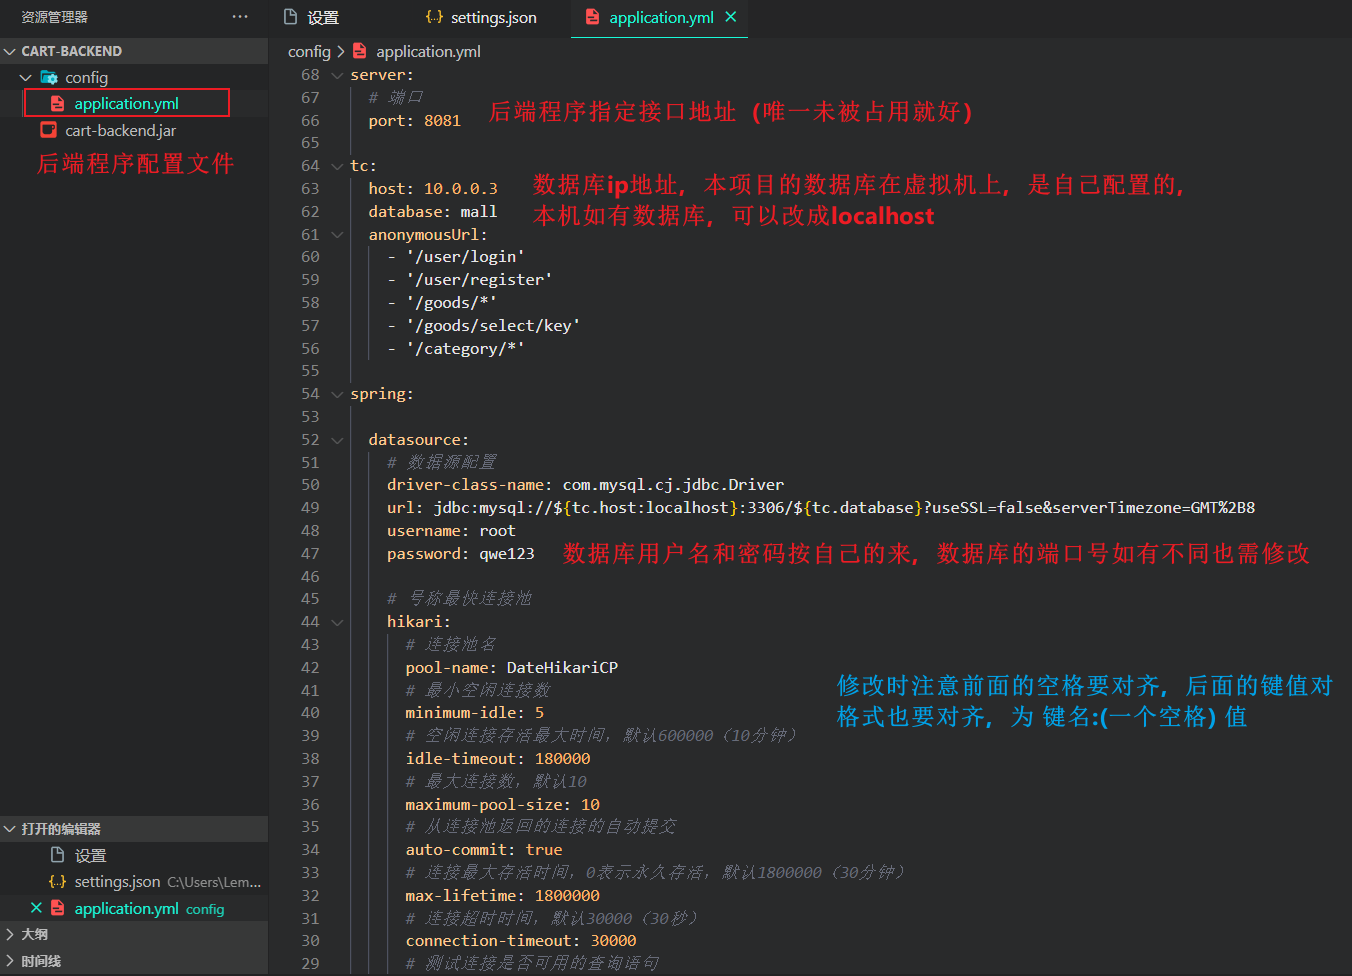 资源管理器
···
设置
{..} settings.json
application.yml
CART-BACKEND
config
application.yml
cart-backend.jar
后端程序配置文件
config > application.yml
68 server:
67 # 端口
66 port: 8081
后端程序指定接口地址（唯一未被占用就好）
65
64 tc:
63 host: 10.0.0.3
数据库ip地址，本项目的数据库在虚拟机上，是自己配置的，
62 database: mall
本机如有数据库，可以改成localhost
61 anonymousUrl:
60 - '/user/login'
59 - '/user/register'
58 - '/goods/*'
57 - '/goods/select/key'
56 - '/category/*'
55
54 spring:
53
52 datasource:
51 # 数据源配置
50 driver-class-name: com.mysql.cj.jdbc.Driver
49 url: jdbc:mysql://${tc.host:localhost}:3306/${tc.database}?useSSL=false&serverTimezone=GMT%2B8
48 username: root
47 password: qwe123
数据库用户名和密码按自己的来，数据库的端口号如有不同也需修改
46
45 # 号称最快连接池
44 hikari:
43 # 连接池名
42 pool-name: DateHikariCP
41 # 最小空闲连接数
修改时注意前面的空格要对齐，后面的键值对
40 minimum-idle: 5
格式也要对齐，为 键名:(一个空格) 值
39 # 空闲连接存活最大时间，默认600000（10分钟）
38 idle-timeout: 180000
37 # 最大连接数，默认10
36 maximum-pool-size: 10
35 # 从连接池返回的连接的自动提交
34 auto-commit: true
33 # 连接最大存活时间，0表示永久存活，默认1800000（30分钟）
32 max-lifetime: 1800000
31 # 连接超时时间，默认30000（30秒）
30 connection-timeout: 30000
29 # 测试连接是否可用的查询语句
打开的编辑器
设置
{..} settings.json C:\Users\Lem...
application.yml config
大纲
时间线